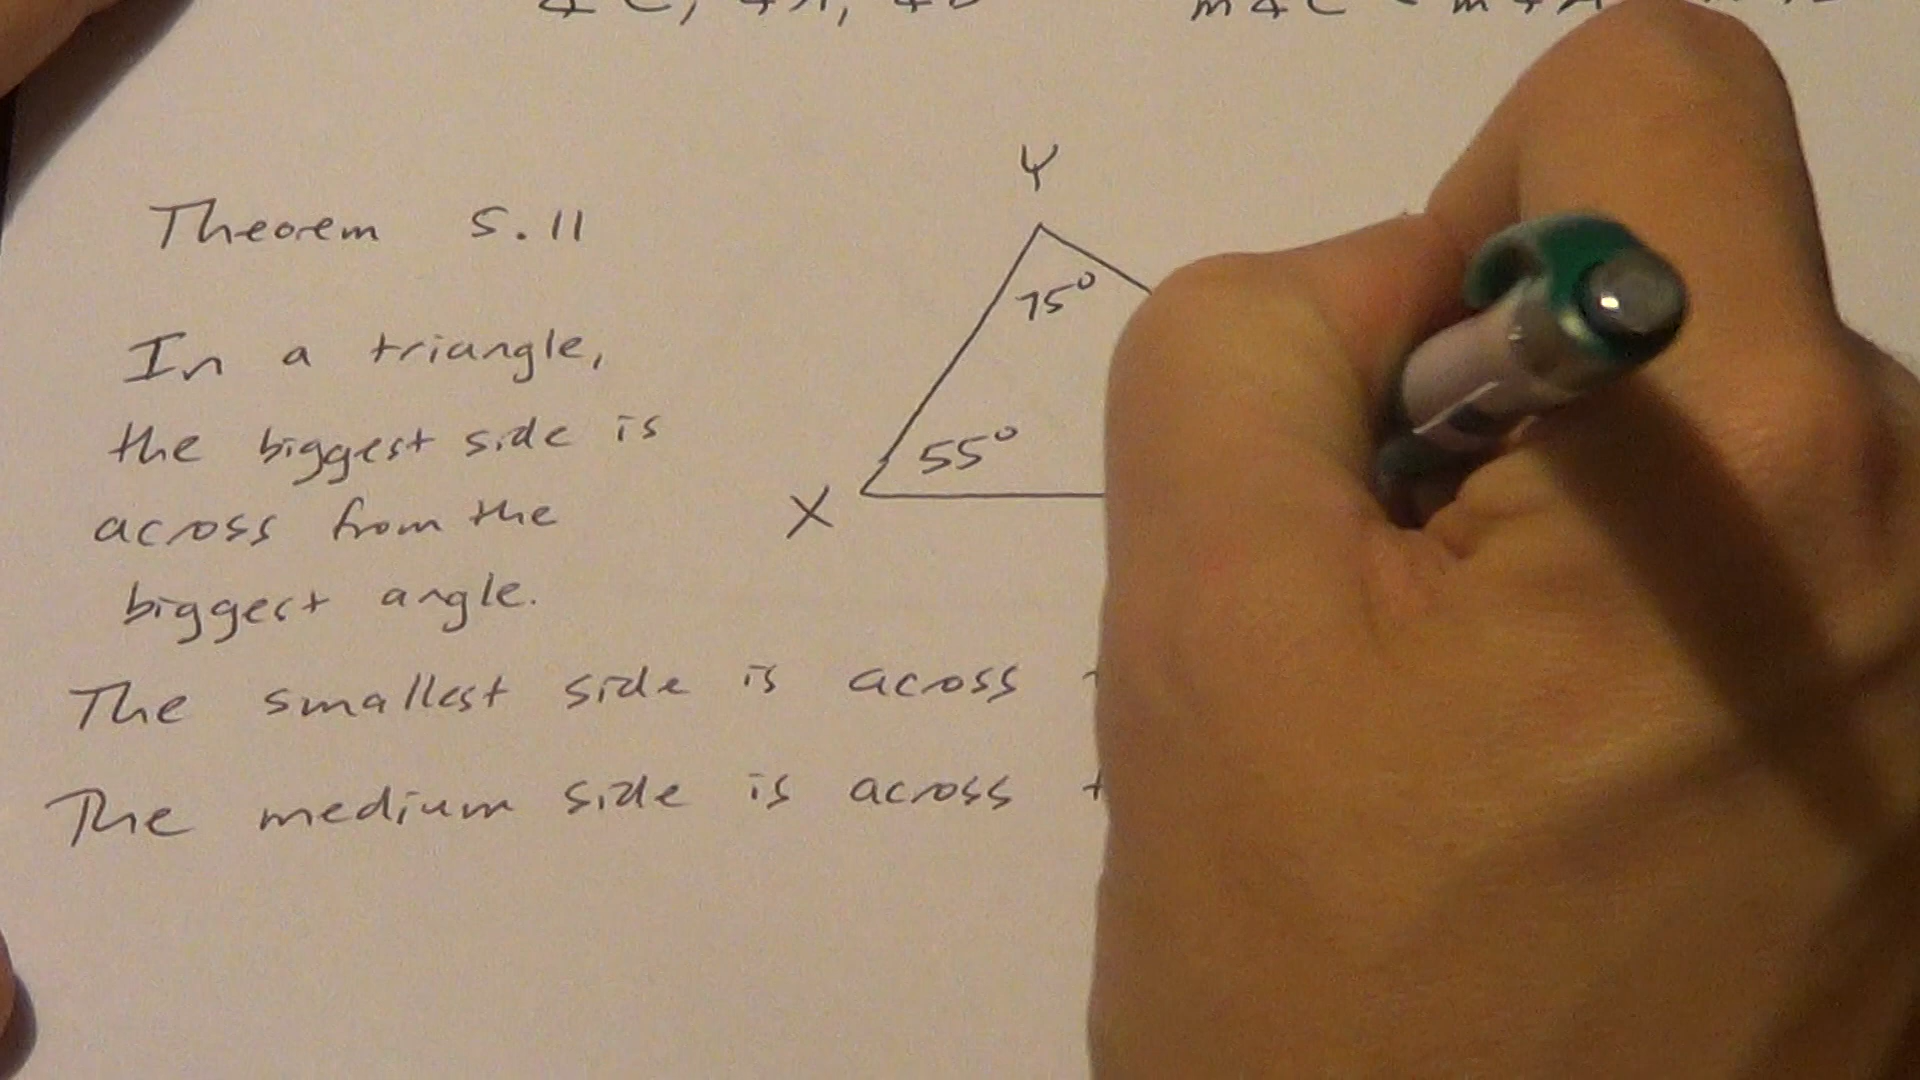 Theorem 5.11
Y
75°
In a triangle,
the biggest side is
55°
X
across from the
biggest angle.
The smallest side is across
The medium side is across